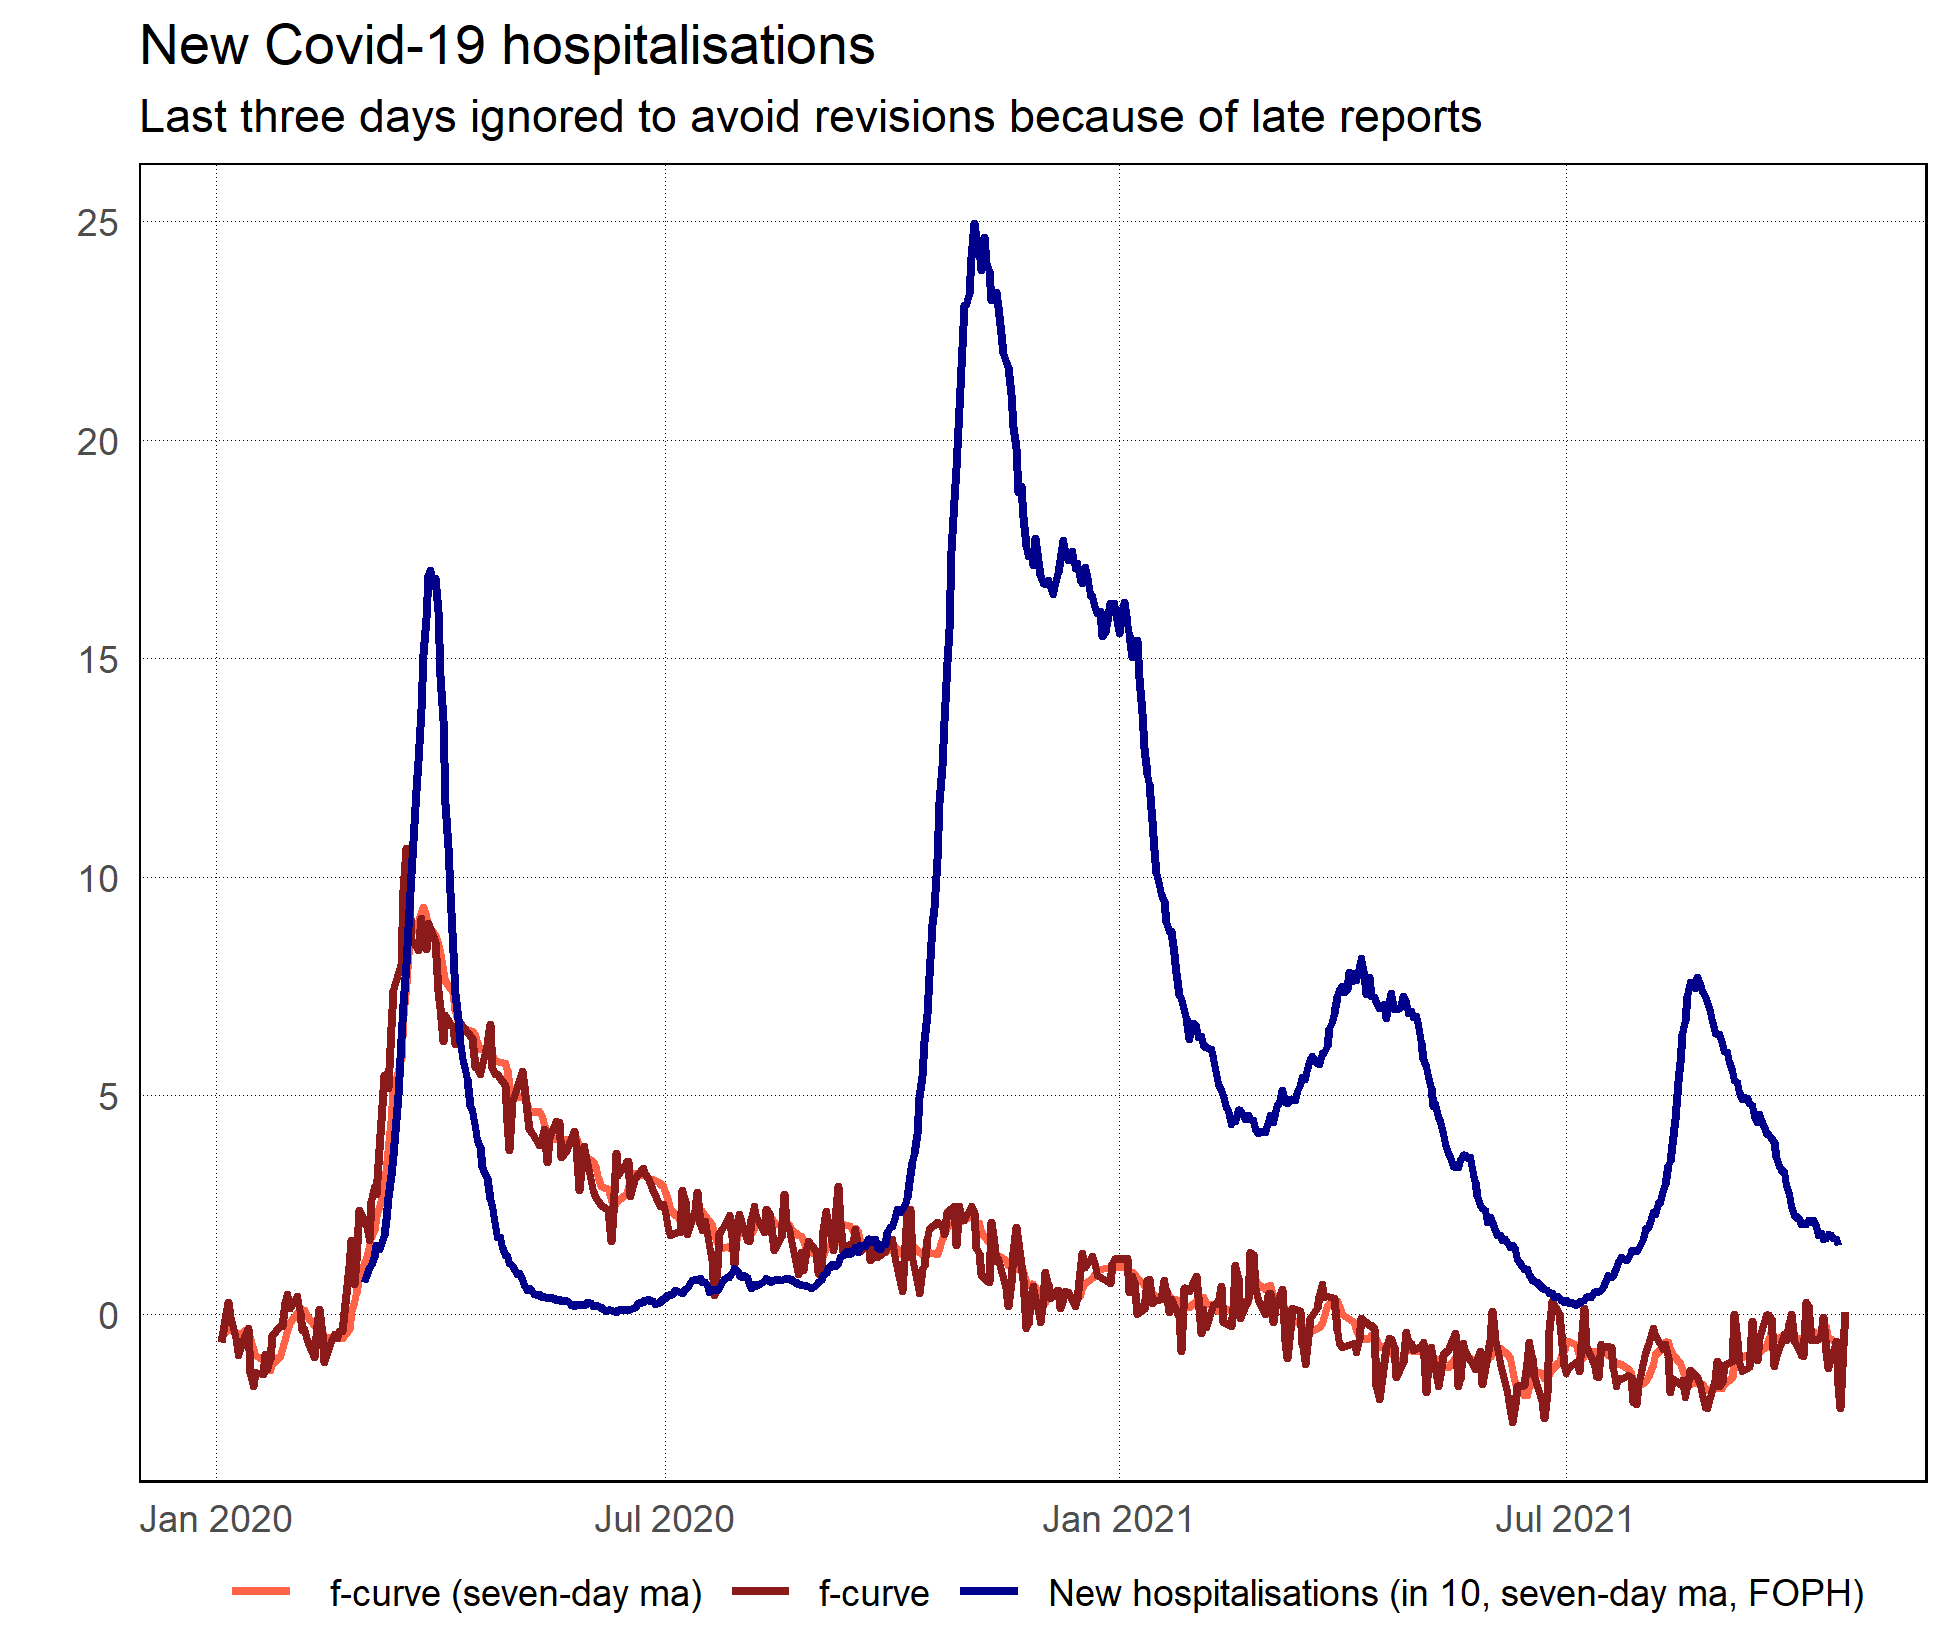 New Covid-19 hospitalisations
Last three days ignored to avoid revisions because of late reports
25
20
15
10
5
0
Jan 2020 Jul 2020 Jan 2021 Jul 2021
f-curve (seven-day ma) f-curve New hospitalisations (in 10, seven-day ma, FOPH)